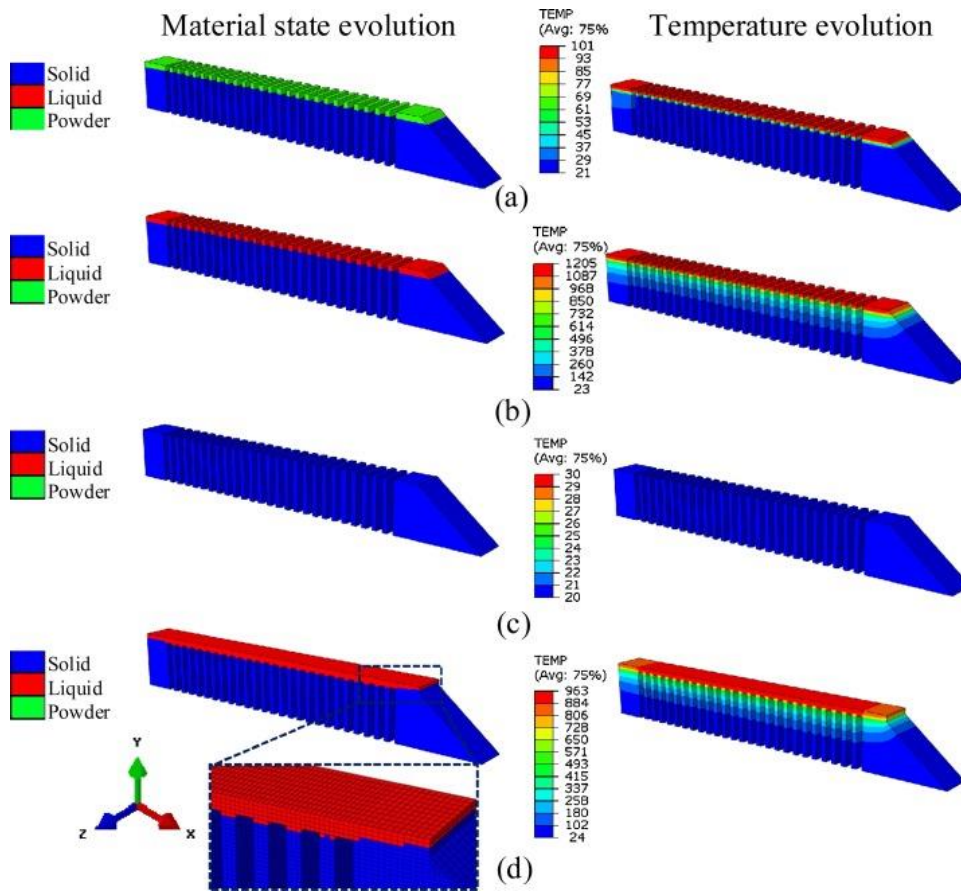 Material state evolution
Temperature evolution
Solid
Liquid
Powder
TEMP
(Avg: 75%
101
93
85
77
69
61
53
45
37
29
21
(a)
Solid
Liquid
Powder
TEMP
(Avg: 75%)
1205
1087
968
850
732
614
496
378
260
142
23
(b)
Solid
Liquid
Powder
TEMP
(Avg: 75%)
30
29
28
27
26
25
24
23
22
21
20
(c)
Solid
Liquid
Powder
TEMP
(Avg: 75%)
963
884
806
728
650
571
493
415
337
258
180
102
24
Y
Z
X
(d)